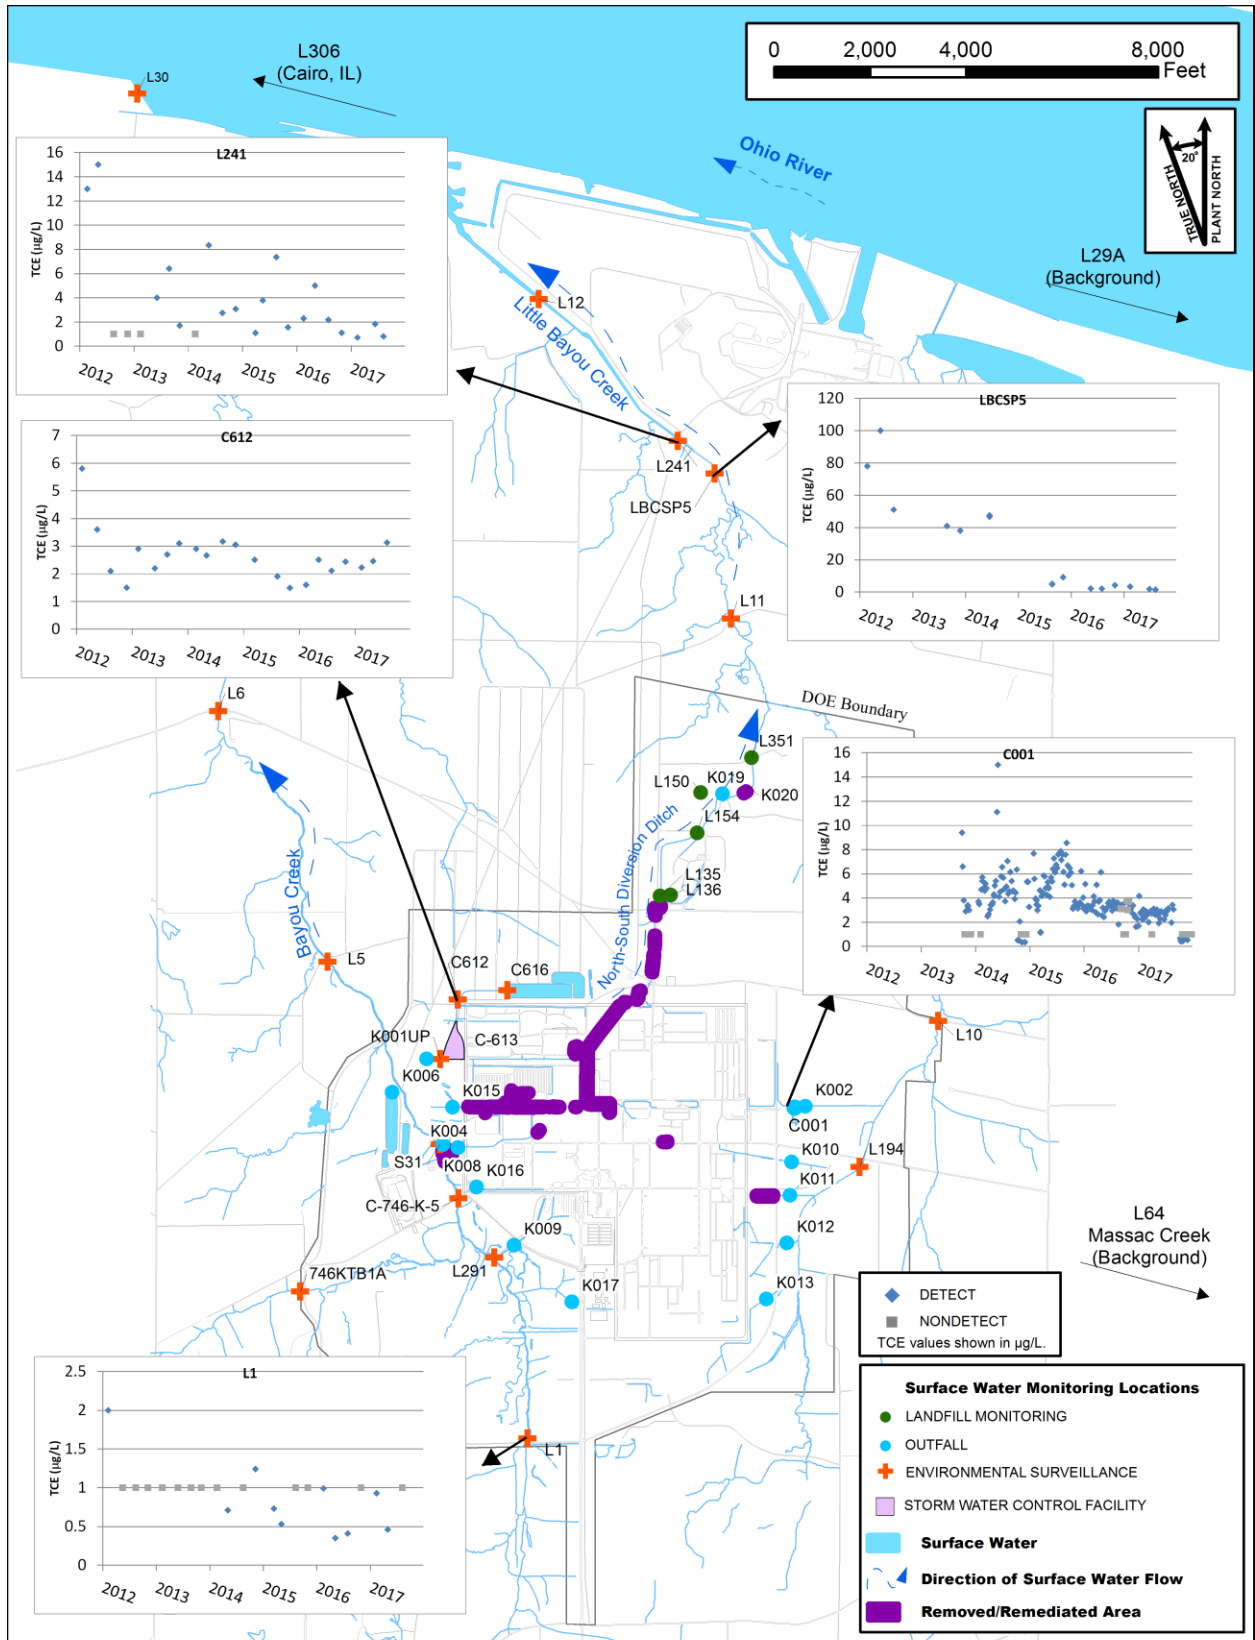 L306
(Cairo, IL)
L30
0 2,000 4,000 8,000
Feet
TRUE NORTH
20°
PLANT NORTH
Ohio River
L29A
(Background)
L241
TCE (µg/L)
16
14
12
10
8
6
4
2
0
2012 2013 2014 2015 2016 2017
L12
Little Bayou Creek
L241
LBCSP5
LBCSP5
TCE (µg/L)
120
100
80
60
40
20
0
2012 2013 2014 2015 2016 2017
C612
TCE (µg/L)
7
6
5
4
3
2
1
0
2012 2013 2014 2015 2016 2017
L11
L6
DOE Boundary
L351
L150
K019
K020
L154
North-South Diversion Ditch
L135
L136
C001
TCE (µg/L)
16
14
12
10
8
6
4
2
0
2012 2013 2014 2015 2016 2017
Bayou Creek
L5
C612
C616
L10
K001UP
C-613
K006
K015
K002
C001
K004
S31
K008
K016
K010
L194
K011
C-746-K-5
K009
K012
L291
746KTB1A
K017
K013
L64
Massac Creek
(Background)
DETECT
NONDETECT
TCE values shown in µg/L.
L1
TCE (µg/L)
2.5
2
1.5
1
0.5
0
2012 2013 2014 2015 2016 2017
L1
Surface Water Monitoring Locations
LANDFILL MONITORING
OUTFALL
ENVIRONMENTAL SURVEILLANCE
STORM WATER CONTROL FACILITY
Surface Water
Direction of Surface Water Flow
Removed/Remediated Area